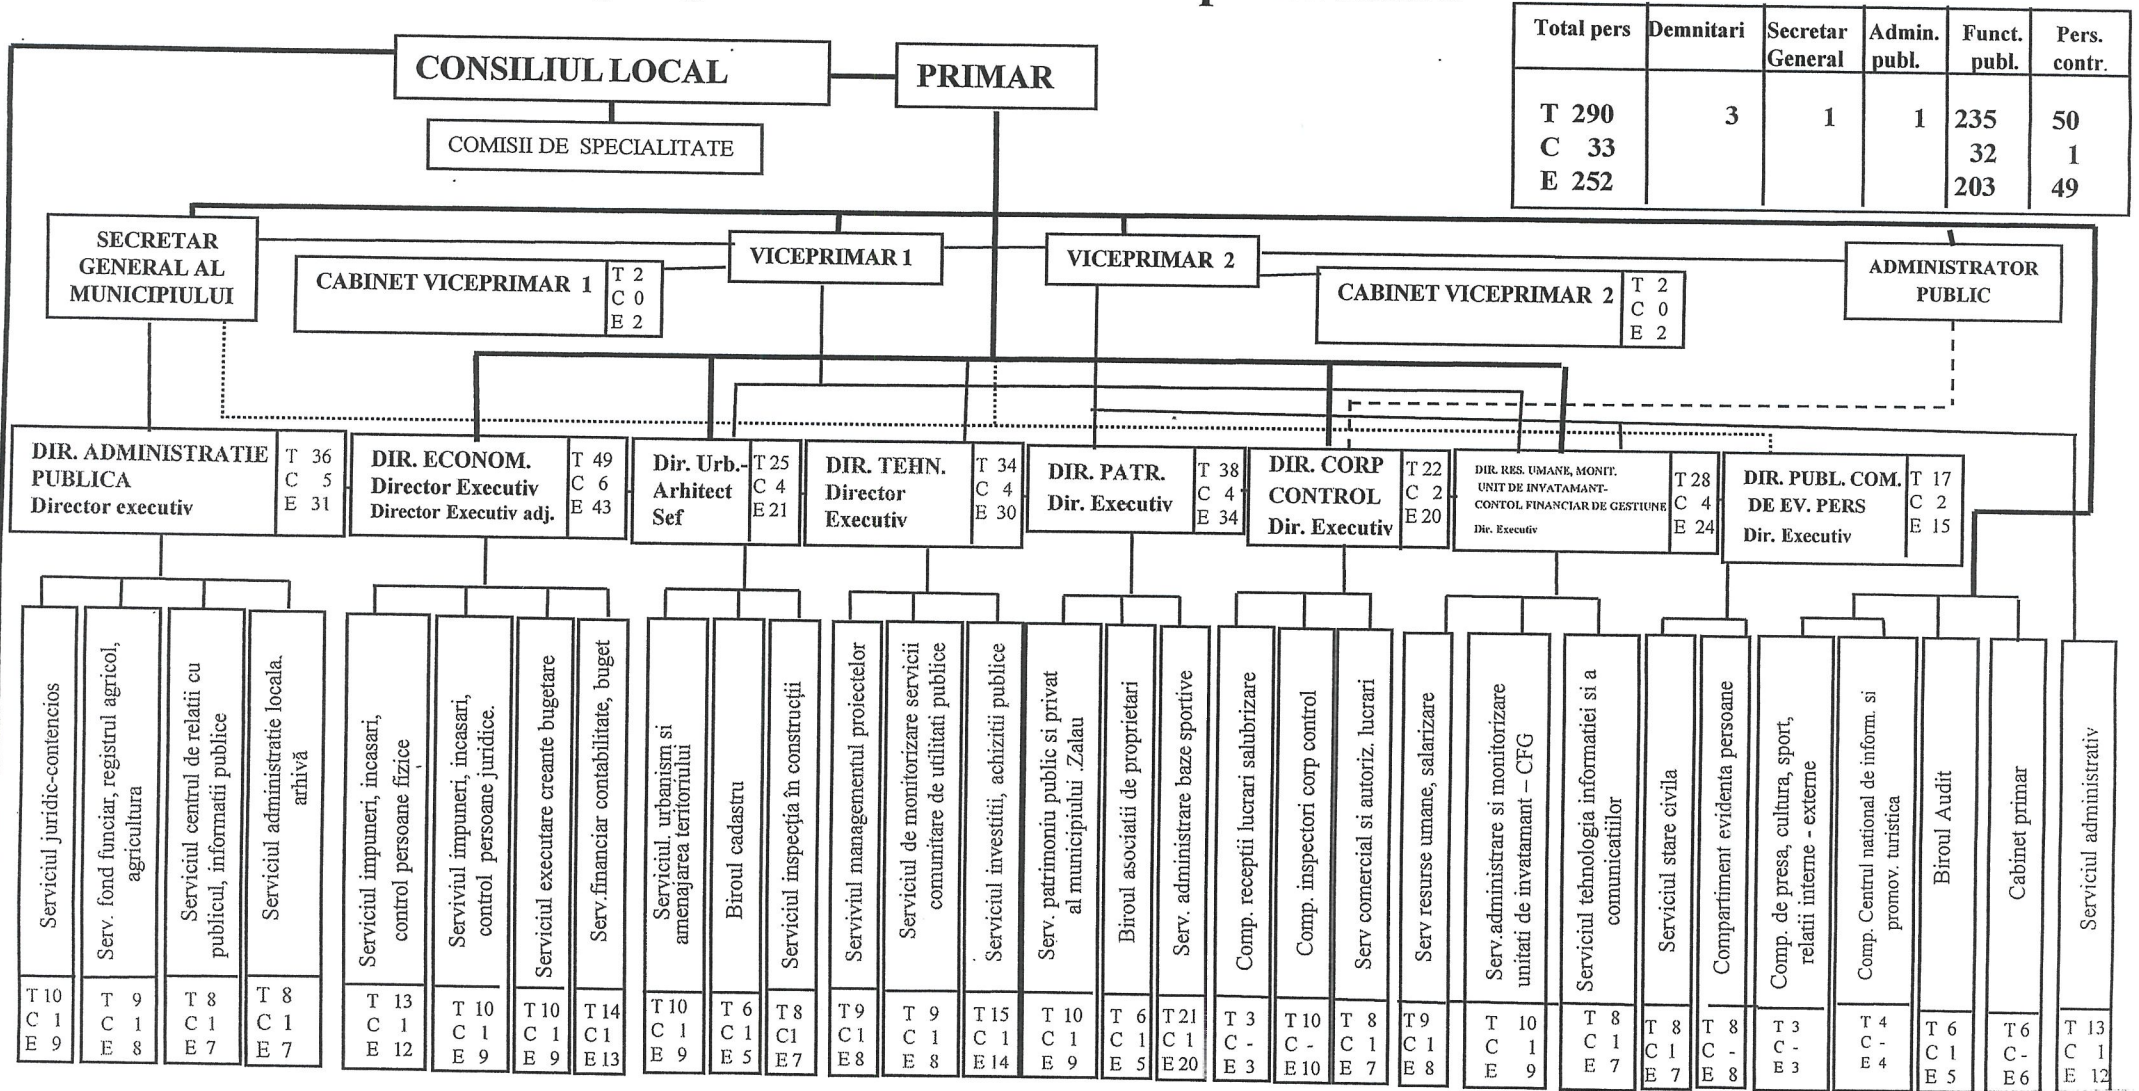 Total pers Demnitari Secretar General Admin. publ. Funct. publ. Pers. contr.
T 290 3 1 1 235 50
C 33 32 1
E 252 203 49
CONSILIUL LOCAL
PRIMAR
COMISII DE SPECIALITATE
SECRETAR
GENERAL AL
MUNICIPIULUI
CABINET VICEPRIMAR 1
T 2
C 0
E 2
VICEPRIMAR 1
VICEPRIMAR 2
CABINET VICEPRIMAR 2
T 2
C 0
E 2
ADMINISTRATOR
PUBLIC
DIR. ADMINISTRATIE
PUBLICA
Director executiv
T 36
C 5
E 31
DIR. ECONOM.
Director Executiv
Director Executiv adj.
T 49
C 6
E 43
Dir. Urb.-
Arhitect
Sef
T 25
C 4
E 21
DIR. TEHN.
Director
Executiv
T 34
C 4
E 30
DIR. PATR.
Dir. Executiv
T 38
C 4
E 34
DIR. CORP
CONTROL
Dir. Executiv
T 22
C 2
E 20
DIR. RES. UMANE, MONIT.
UNIT DE INVATAMANT-
CONTOL FINANCIAR DE GESTIUNE
Dir. Executiv
T 28
C 4
E 24
DIR. PUBL. COM.
DE EV. PERS
Dir. Executiv
T 17
C 2
E 15
Serviciul juridic-contencios
T 10
C 1
E 9
Serv. fond funciar, registrul agricol,
agricultura
T 9
C 1
E 8
Serviciul centrul de relatii cu
publicul, informatii publice
T 8
C 1
E 7
Serviciul administratie locala.
arhivă
T 8
C 1
E 7
Serviciul impuneri, incasari,
control persoane fizice
T 13
C 1
E 12
Serviviul impuneri, incasari,
control persoane juridice.
T 10
C 1
E 9
Serviciul executare creante bugetare
T 10
C 1
E 9
Serv.financiar contabilitate, buget
T 14
C 1
E 13
Serviciul. urbanism si
amenajarea teritoriului
T 10
C 1
E 9
Biroul cadastru
T 6
C 1
E 5
Serviciul inspecția în construcții
T 8
C1
E 7
Serviviul managementul proiectelor
T 9
C 1
E 8
Serviciul de monitorizare servicii
comunitare de utilitati publice
T 9
C 1
E 8
Serviciul investitii, achizitii publice
T 15
C 1
E 14
Serv. patrimoniu public si privat
al municipiului .Zalau
T 10
C 1
E 9
Biroul asociatii de proprietari
T 6
C 1
E 5
Serv. administrare baze sportive
T 21
C 1
E 20
Comp. receptii lucrari salubrizare
T 3
C -
E 3
Comp. inspectori corp control
T 10
C -
E 10
Serv comercial si autoriz. lucrari
T 8
C 1
E 7
Serv resurse umane, salarizare
T 9
C 1
E 8
Serv.administrare si monitorizare
unitati de invatamant – CFG
T 10
C 1
E 9
Serviciul tehnologia informatiei si a
comunicatiilor
T 8
C 1
E 7
Serviciul stare civila
T 8
C 1
E 7
Compartiment evidenta persoane
T 8
C -
E 8
Comp. de presa, cultura, sport,
relatii interne - externe
T 3
C -
E 3
Comp. Centrul national de inform. si
promov. turistica
T 4
C -
E 4
Biroul Audit
T 6
C 1
E 5
Cabinet primar
T 6
C -
E 6
Serviciul administrativ
T 13
C 1
E 12